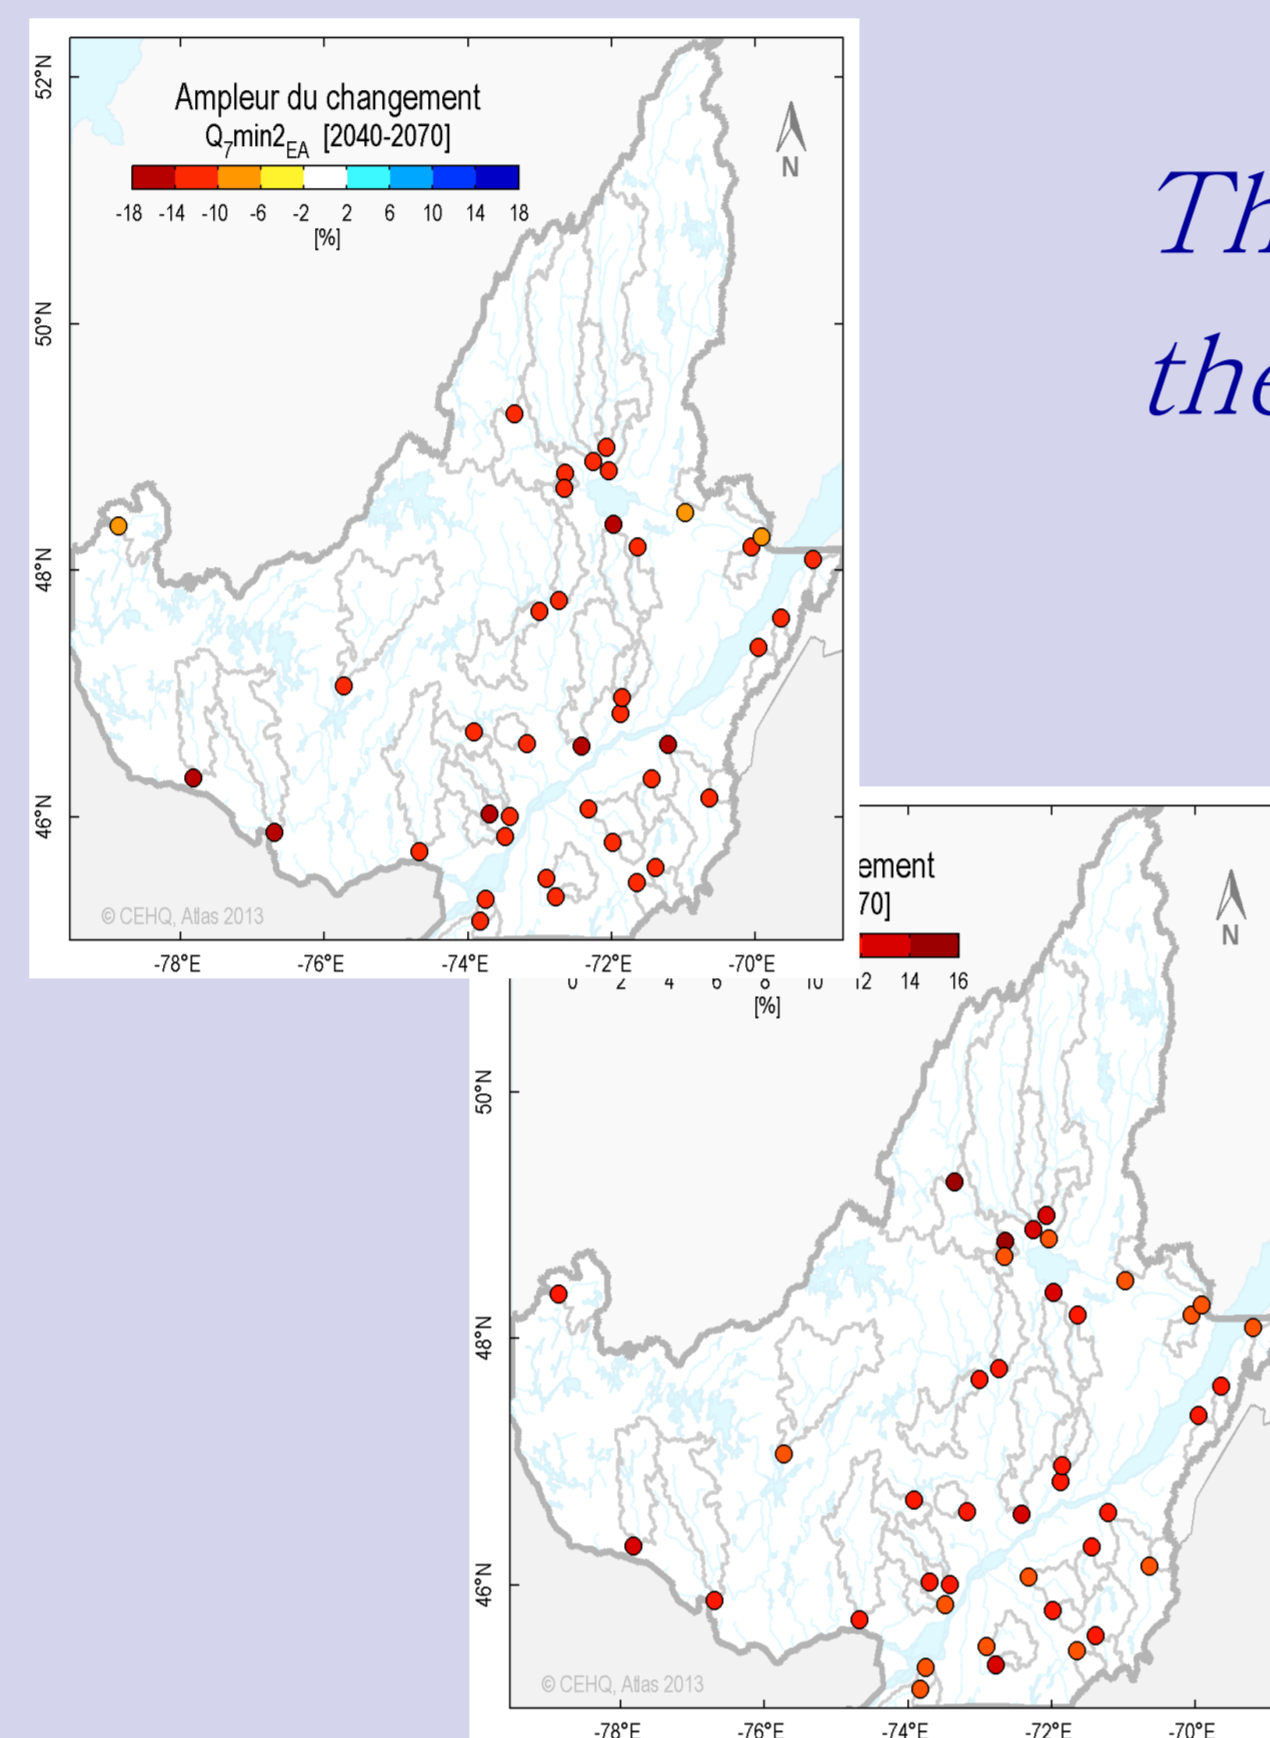 Ampleur du changement
Q7min2EA [2040-2070]
-18 -14 -10 -6 -2 2 6 10 14 18
[%]
N
52°N
50°N
48°N
46°N
© CEHQ, Atlas 2013
-78°E -76°E -74°E -72°E -70°E
Th
the
ement
70]
N
0 2 4 6 8 10 12 14 16
[%]
50°N
48°N
46°N
© CEHQ, Atlas 2013
-78°E -76°E -74°E -72°E -70°E